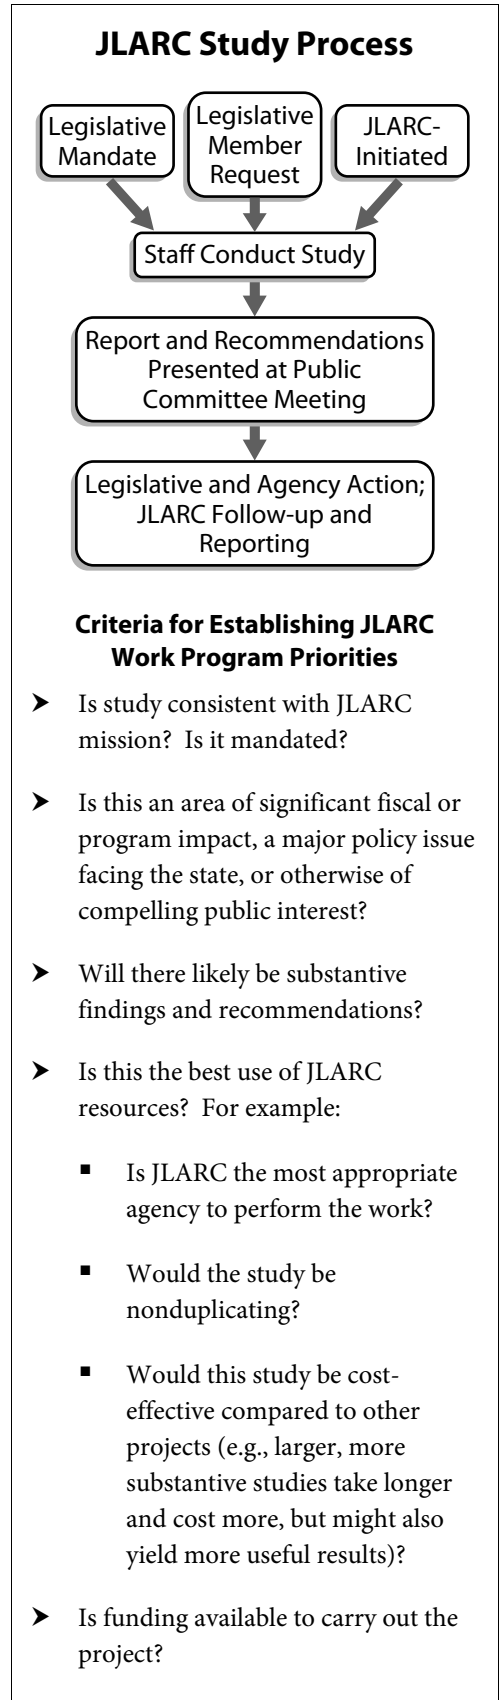 JLARC Study Process
Legislative
Mandate
Legislative
Member
Request
JLARC-
Initiated
Staff Conduct Study
Report and Recommendations
Presented at Public
Committee Meeting
Legislative and Agency Action;
JLARC Follow-up and
Reporting
Criteria for Establishing JLARC
Work Program Priorities
➤ Is study consistent with JLARC
mission?  Is it mandated?
➤ Is this an area of significant fiscal or
program impact, a major policy issue
facing the state, or otherwise of
compelling public interest?
➤ Will there likely be substantive
findings and recommendations?
➤ Is this the best use of JLARC
resources?  For example:
▪ Is JLARC the most appropriate
agency to perform the work?
▪ Would the study be
nonduplicating?
▪ Would this study be cost-
effective compared to other
projects (e.g., larger, more
substantive studies take longer
and cost more, but might also
yield more useful results)?
➤ Is funding available to carry out the
project?